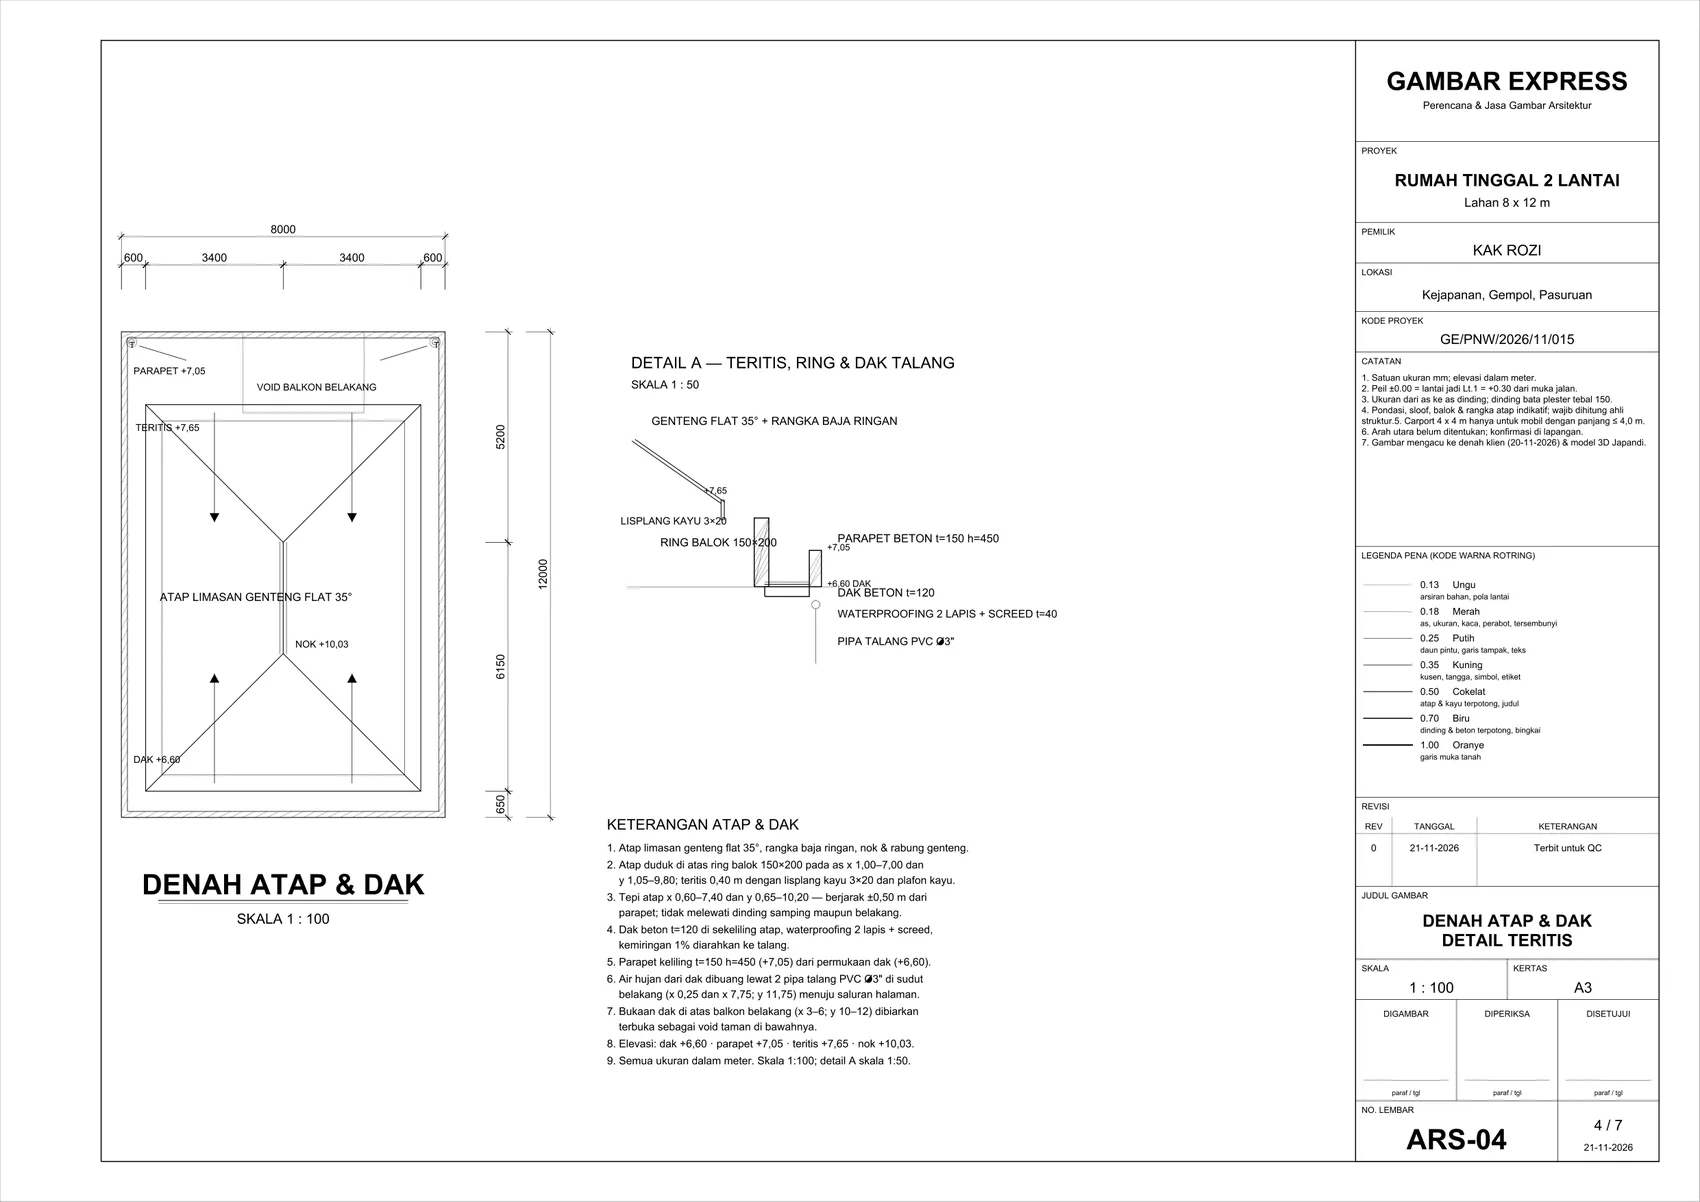 8000
600
3400
3400
600
PARAPET +7,05
VOID BALKON BELAKANG
TERITIS +7,65
ATAP LIMASAN GENTENG FLAT 35°
NOK +10,03
DAK +6,60
5200
6150
650
12000
DENAH ATAP & DAK
SKALA 1 : 100
DETAIL A — TERITIS, RING & DAK TALANG
SKALA 1 : 50
GENTENG FLAT 35° + RANGKA BAJA RINGAN
+7,65
LISPLANG KAYU 3×20
RING BALOK 150×200
PARAPET BETON t=150 h=450
+7,05
+6,60 DAK
DAK BETON t=120
WATERPROOFING 2 LAPIS + SCREED t=40
PIPA TALANG PVC Ø3"
KETERANGAN ATAP & DAK
1. Atap limasan genteng flat 35°, rangka baja ringan, nok & rabung genteng.
2. Atap duduk di atas ring balok 150×200 pada as x 1,00–7,00 dan
y 1,05–9,80; teritis 0,40 m dengan lisplang kayu 3×20 dan plafon kayu.
3. Tepi atap x 0,60–7,40 dan y 0,65–10,20 — berjarak ±0,50 m dari
parapet; tidak melewati dinding samping maupun belakang.
4. Dak beton t=120 di sekeliling atap, waterproofing 2 lapis + screed,
kemiringan 1% diarahkan ke talang.
5. Parapet keliling t=150 h=450 (+7,05) dari permukaan dak (+6,60).
6. Air hujan dari dak dibuang lewat 2 pipa talang PVC Ø3" di sudut
belakang (x 0,25 dan x 7,75; y 11,75) menuju saluran halaman.
7. Bukaan dak di atas balkon belakang (x 3–6; y 10–12) dibiarkan
terbuka sebagai void taman di bawahnya.
8. Elevasi: dak +6,60 · parapet +7,05 · teritis +7,65 · nok +10,03.
9. Semua ukuran dalam meter. Skala 1:100; detail A skala 1:50.
GAMBAR EXPRESS
Perencana & Jasa Gambar Arsitektur
PROYEK
RUMAH TINGGAL 2 LANTAI
Lahan 8 x 12 m
PEMILIK
KAK ROZI
LOKASI
Kejapanan, Gempol, Pasuruan
KODE PROYEK
GE/PNW/2026/11/015
CATATAN
1. Satuan ukuran mm; elevasi dalam meter.
2. Peil ±0.00 = lantai jadi Lt.1 = +0.30 dari muka jalan.
3. Ukuran dari as ke as dinding; dinding bata plester tebal 150.
4. Pondasi, sloof, balok & rangka atap indikatif; wajib dihitung ahli
struktur.5. Carport 4 x 4 m hanya untuk mobil dengan panjang ≤ 4,0 m.
6. Arah utara belum ditentukan; konfirmasi di lapangan.
7. Gambar mengacu ke denah klien (20-11-2026) & model 3D Japandi.
LEGENDA PENA (KODE WARNA ROTRING)
0.13 Ungu
arsiran bahan, pola lantai
0.18 Merah
as, ukuran, kaca, perabot, tersembunyi
0.25 Putih
daun pintu, garis tampak, teks
0.35 Kuning
kusen, tangga, simbol, etiket
0.50 Cokelat
atap & kayu terpotong, judul
0.70 Biru
dinding & beton terpotong, bingkai
1.00 Oranye
garis muka tanah
REVISI
REV TANGGAL KETERANGAN
0 21-11-2026 Terbit untuk QC
JUDUL GAMBAR
DENAH ATAP & DAK
DETAIL TERITIS
SKALA
1 : 100
KERTAS
A3
DIGAMBAR DIPERIKSA DISETUJUI
paraf / tgl paraf / tgl paraf / tgl
NO. LEMBAR
ARS-04
4 / 7
21-11-2026